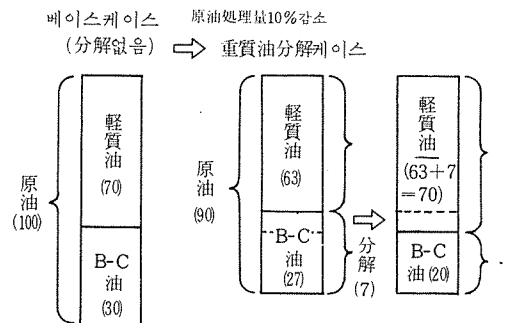 베이스케이스
(分解없음)
原油處理量10%감소
⇨ 重質油分解케이스
原油
(100)
軽質油
(70)
B-C
油
(30)
原油
(90)
軽質油
(63)
B-C
油
(27)
分解
(7)
軽質油
(63+7
=70)
B-C
油(20)